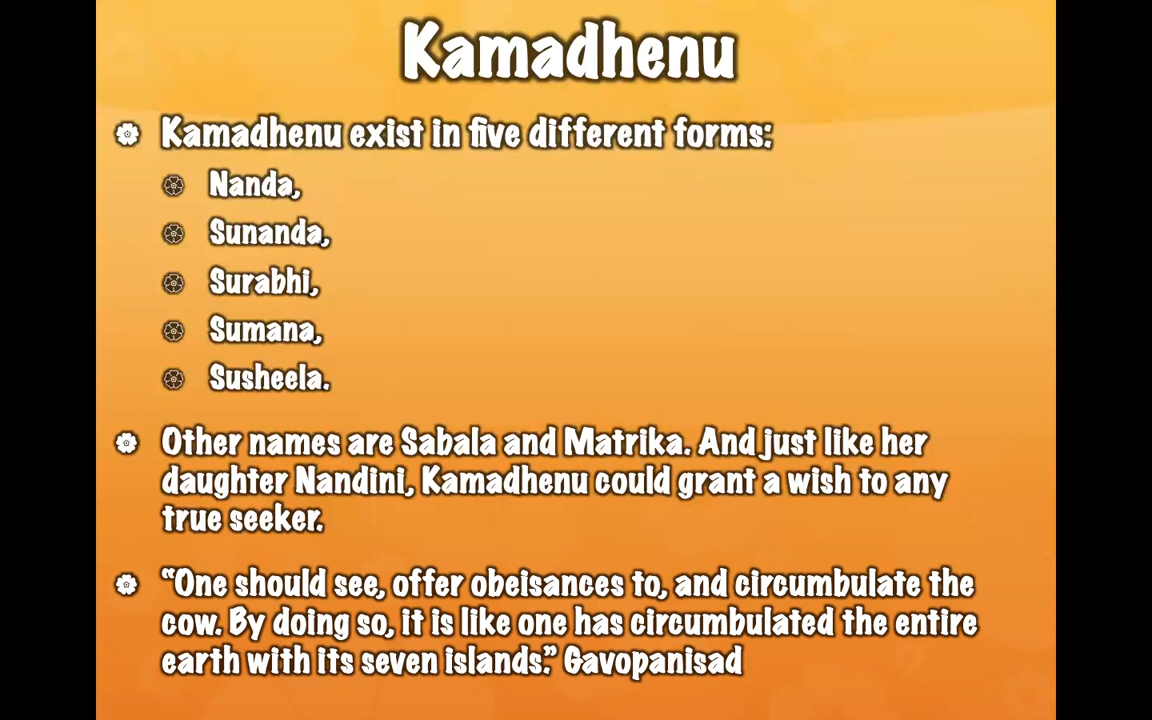 Kamadhenu
Kamadhenu exist in five different forms:
Nanda,
Sunanda,
Surabhi,
Sumana,
Susheela.
Other names are Sabala and Matrika. And just like her
daughter Nandini, Kamadhenu could grant a wish to any
true seeker.
“One should see, offer obeisances to, and circumbulate the
cow. By doing so, it is like one has circumbulated the entire
earth with its seven islands.” Gavopanisad